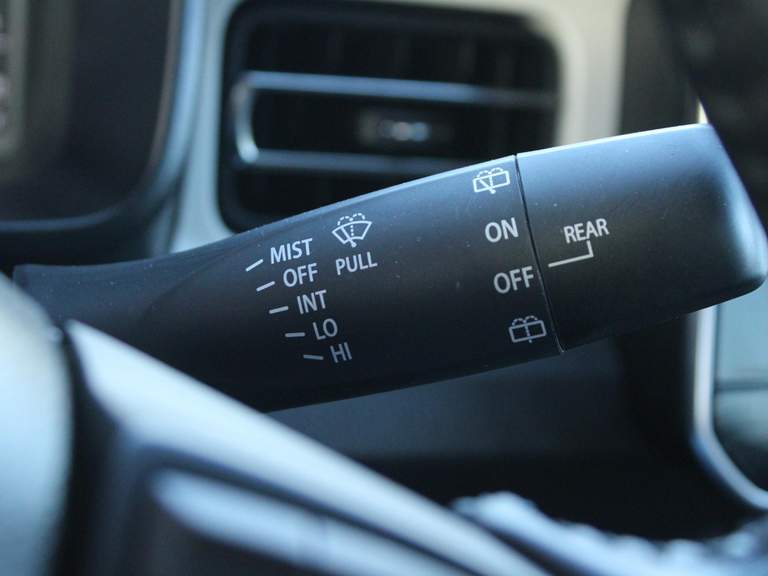 MIST
OFF
PULL
INT
LO
HI
ON
OFF
REAR